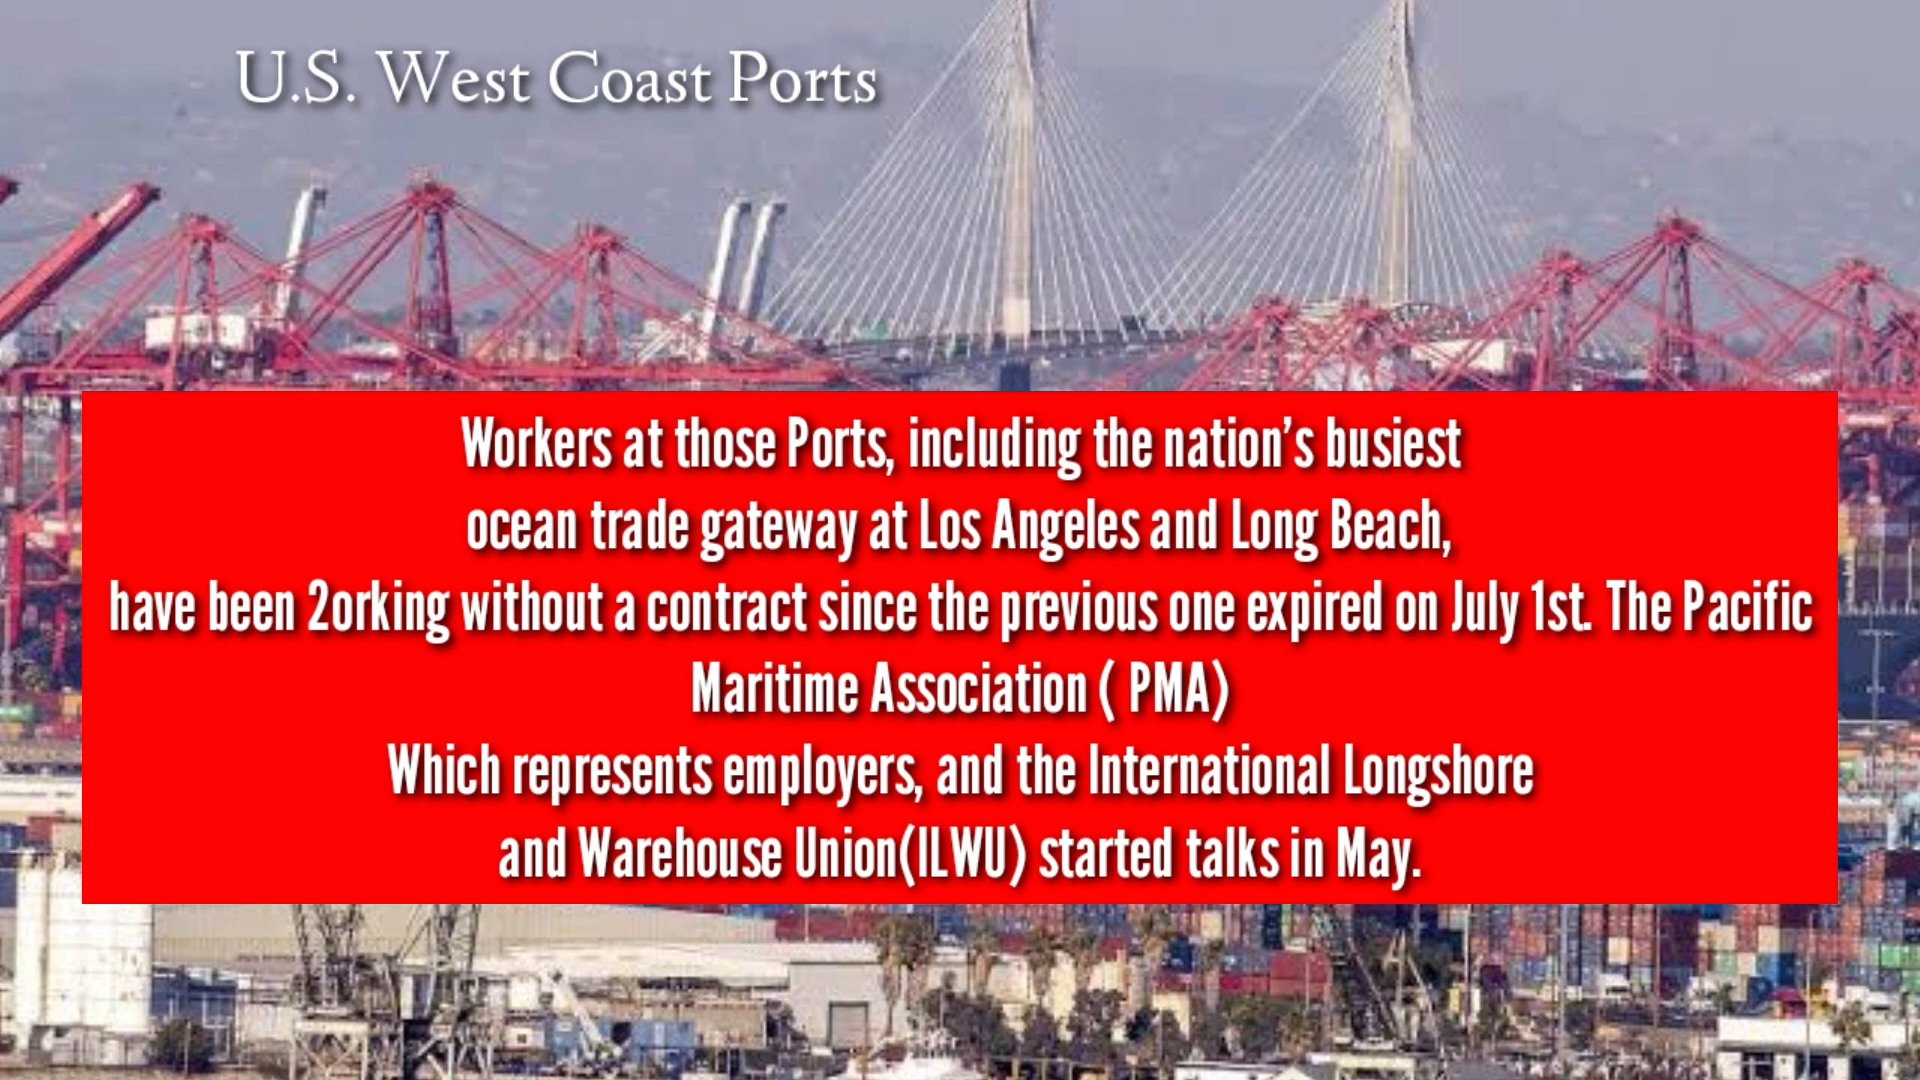 U.S. West Coast Ports
Workers at those Ports, including the nation's busiest
ocean trade gateway at Los Angeles and Long Beach,
have been 2orking without a contract since the previous one expired on July 1st. The Pacific
Maritime Association ( PMA)
Which represents employers, and the International Longshore
and Warehouse Union(ILWU) started talks in May.